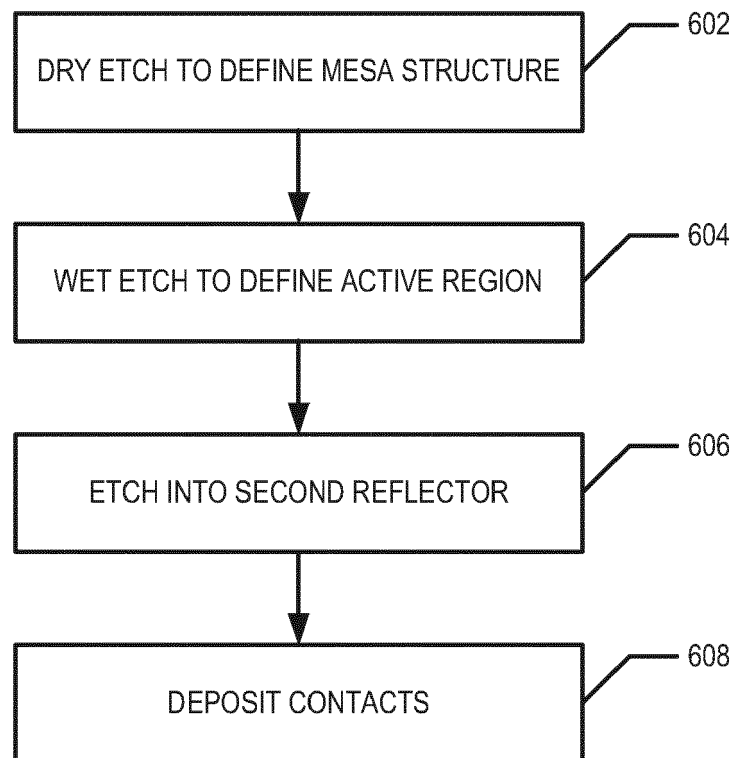 602
DRY ETCH TO DEFINE MESA STRUCTURE
604
WET ETCH TO DEFINE ACTIVE REGION
606
ETCH INTO SECOND REFLECTOR
608
DEPOSIT CONTACTS